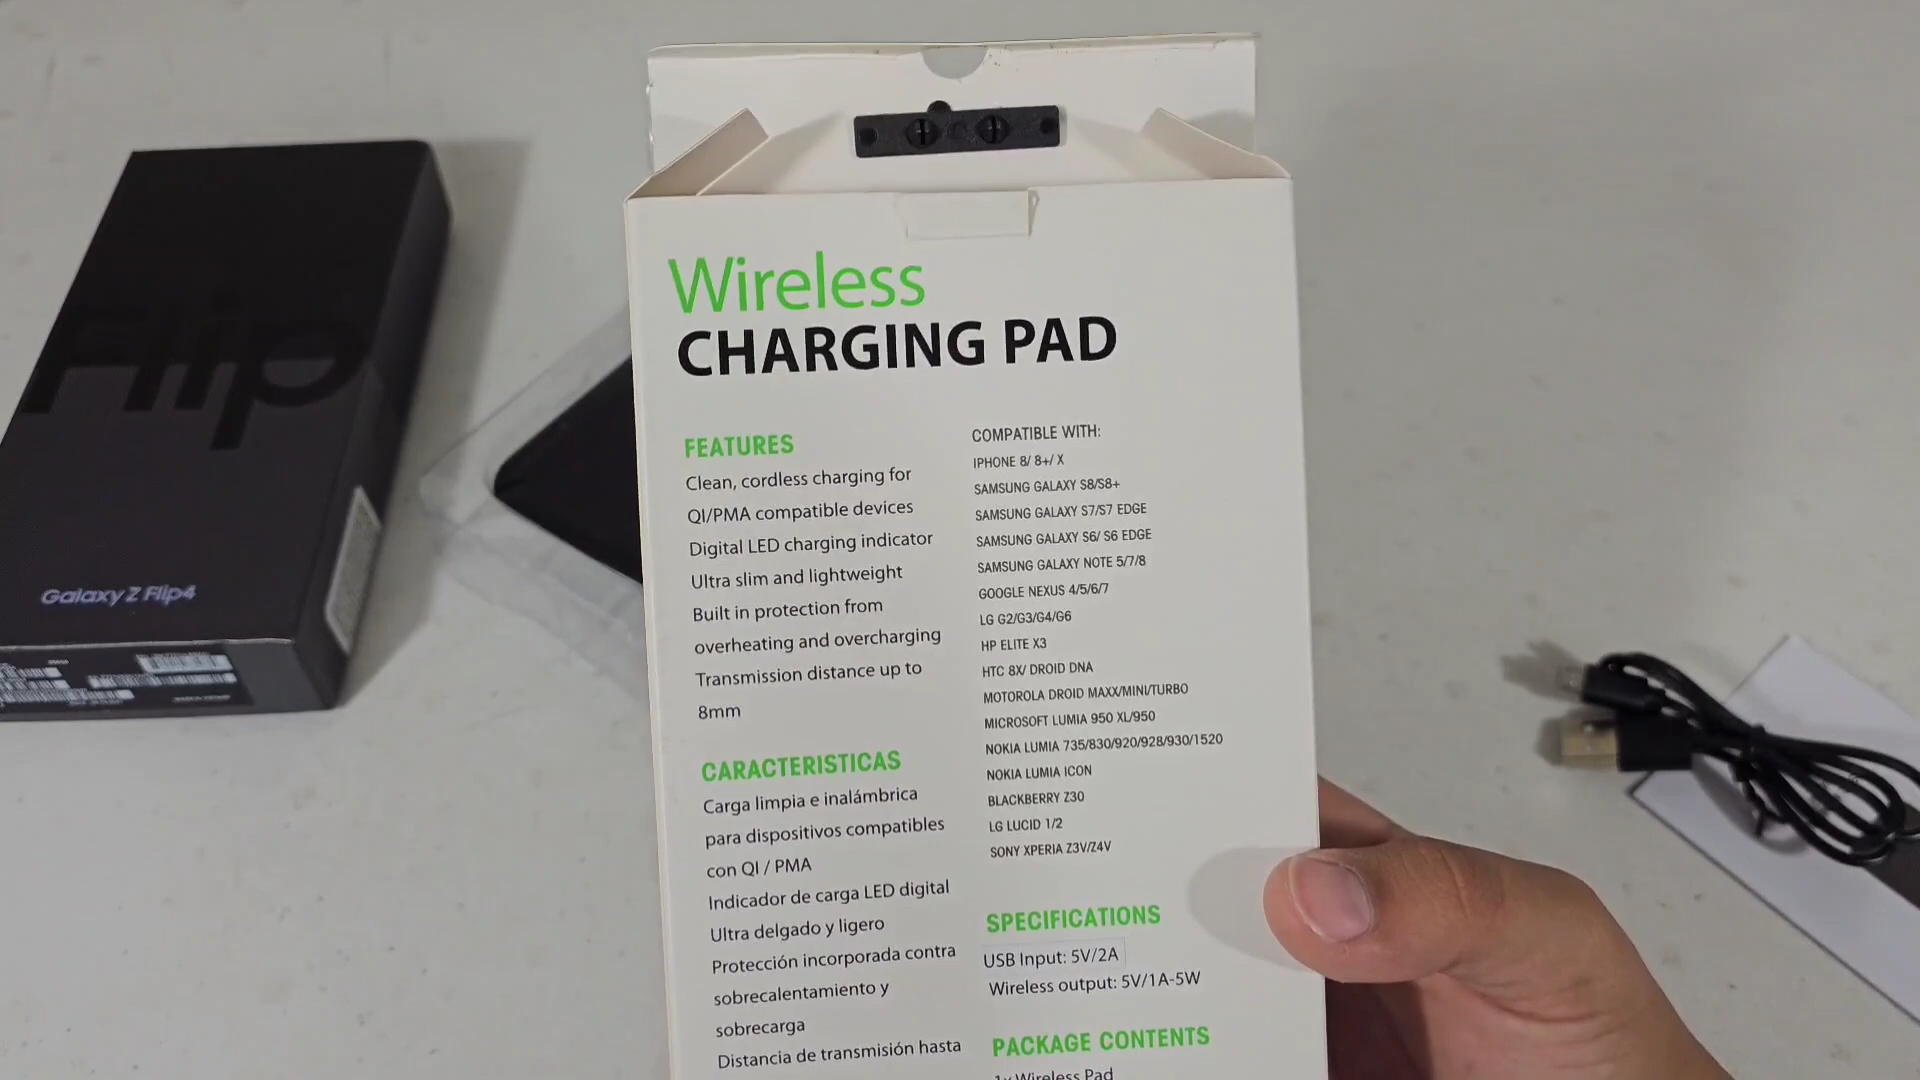 Flip
Galaxy Z Flip4
Wireless
CHARGING PAD
FEATURES
Clean, cordless charging for
QI/PMA compatible devices
Digital LED charging indicator
Ultra slim and lightweight
Built in protection from
overheating and overcharging
Transmission distance up to
8mm
CARACTERISTICAS
Carga limpia e inalámbrica
para dispositivos compatibles
con QI / PMA
Indicador de carga LED digital
Ultra delgado y ligero
Protección incorporada contra
sobrecalentamiento y
sobrecarga
Distancia de transmisión hasta
COMPATIBLE WITH:
IPHONE 8/ 8+/ X
SAMSUNG GALAXY S8/S8+
SAMSUNG GALAXY S7/S7 EDGE
SAMSUNG GALAXY S6/ S6 EDGE
SAMSUNG GALAXY NOTE 5/7/8
GOOGLE NEXUS 4/5/6/7
LG G2/G3/G4/G6
HP ELITE X3
HTC 8X/ DROID DNA
MOTOROLA DROID MAXX/MINI/TURBO
MICROSOFT LUMIA 950 XL/950
NOKIA LUMIA 735/830/920/928/930/1520
NOKIA LUMIA ICON
BLACKBERRY Z30
LG LUCID 1/2
SONY XPERIA Z3V/Z4V
SPECIFICATIONS
USB Input: 5V/2A
Wireless output: 5V/1A-5W
PACKAGE CONTENTS
1x Wireless Pad